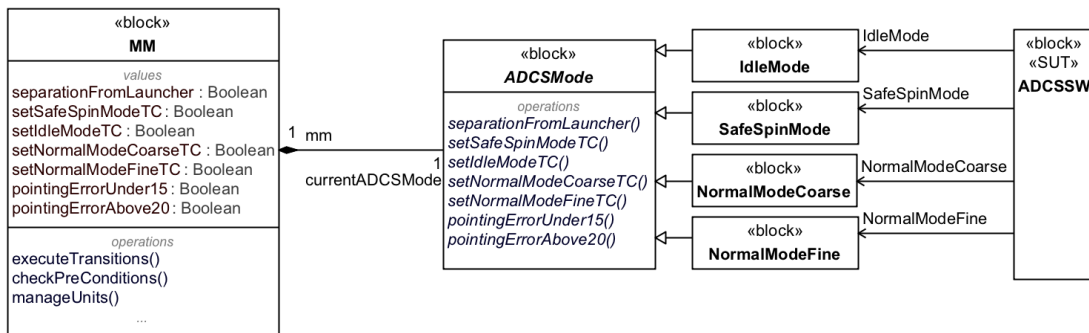 «block»
MM
values
separationFromLauncher : Boolean
setSafeSpinModeTC : Boolean
setIdleModeTC : Boolean
setNormalModeCoarseTC : Boolean
setNormalModeFineTC : Boolean
pointingErrorUnder15 : Boolean
pointingErrorAbove20 : Boolean
operations
executeTransitions()
checkPreConditions()
manageUnits()
...
1 mm
1
currentADCSMode
«block»
ADCSMode
operations
separationFromLauncher()
setSafeSpinModeTC()
setIdleModeTC()
setNormalModeCoarseTC()
setNormalModeFineTC()
pointingErrorUnder15()
pointingErrorAbove20()
«block»
IdleMode
«block»
SafeSpinMode
«block»
NormalModeCoarse
«block»
NormalModeFine
IdleMode
SafeSpinMode
NormalModeCoarse
NormalModeFine
«block»
«SUT»
ADCSSW